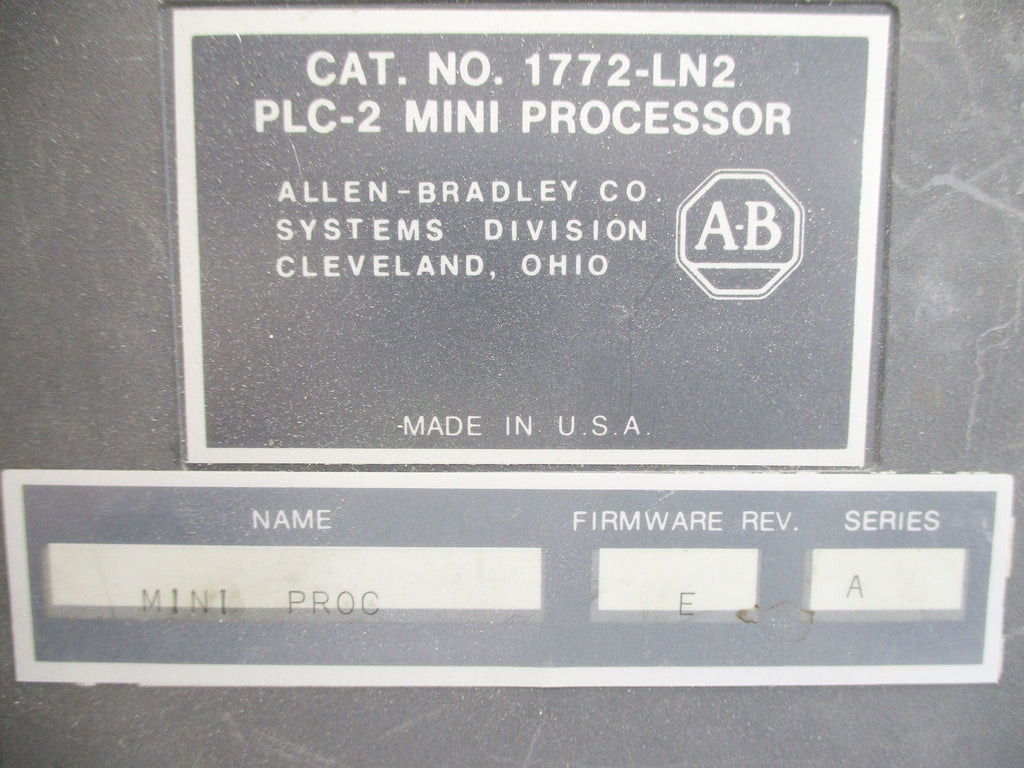 CAT. NO. 1772-LN2
PLC-2 MINI PROCESSOR
ALLEN-BRADLEY CO.
SYSTEMS DIVISION
CLEVELAND, OHIO
A-B
MADE IN U.S.A.
NAME FIRMWARE REV. SERIES
MINI PROC E A